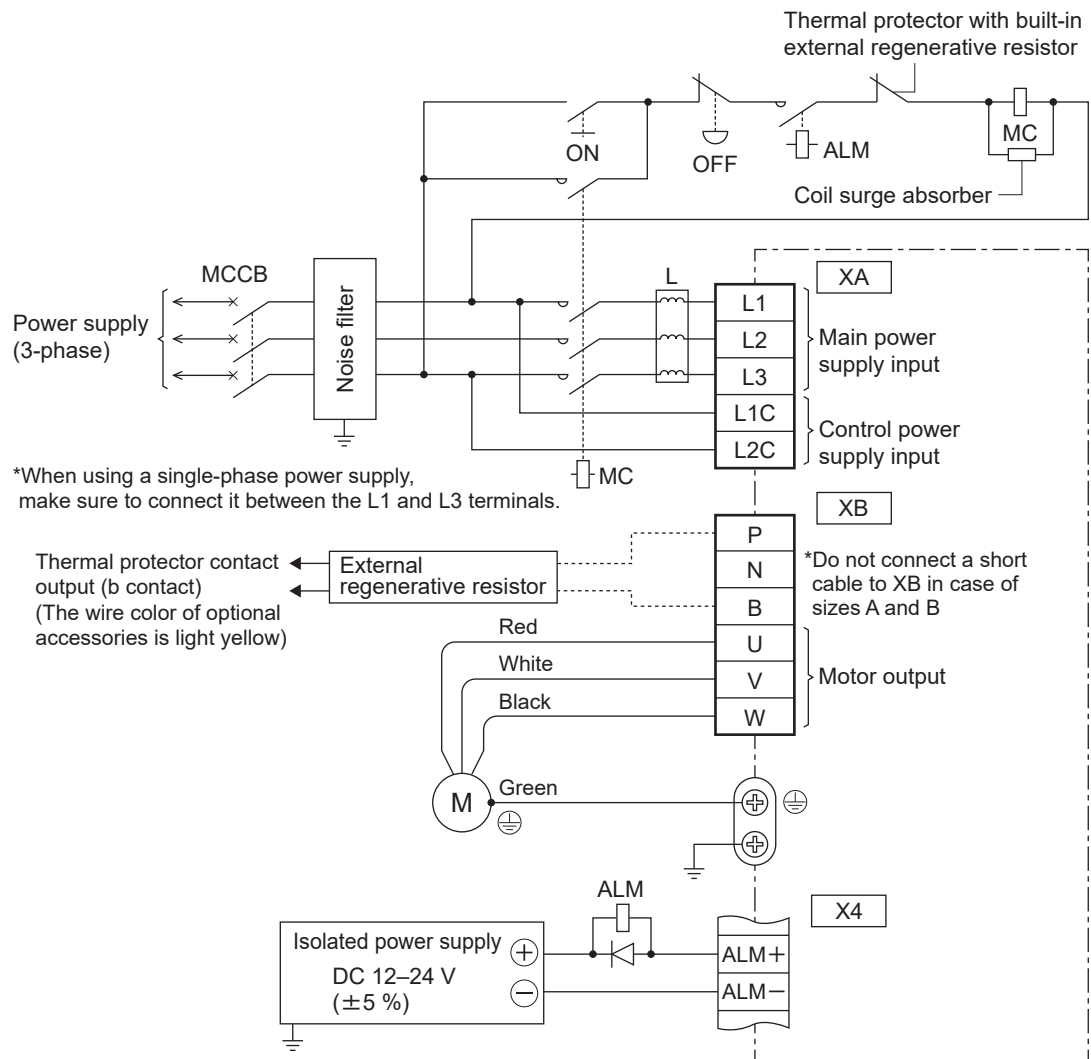 Thermal protector with built-in
external regenerative resistor
ON
OFF
ALM
MC
Coil surge absorber
MCCB
L
XA
Power supply
(3-phase)
Noise filter
L1
L2
L3
L1C
L2C
Main power
supply input
Control power
supply input
*When using a single-phase power supply,
make sure to connect it between the L1 and L3 terminals.
MC
XB
Thermal protector contact
output (b contact)
(The wire color of optional
accessories is light yellow)
External
regenerative resistor
P
N
B
U
V
W
*Do not connect a short
cable to XB in case of
sizes A and B
Red
White
Black
Motor output
M
Green
ALM
X4
Isolated power supply
DC 12–24 V
(±5 %)
+
−
ALM+
ALM−